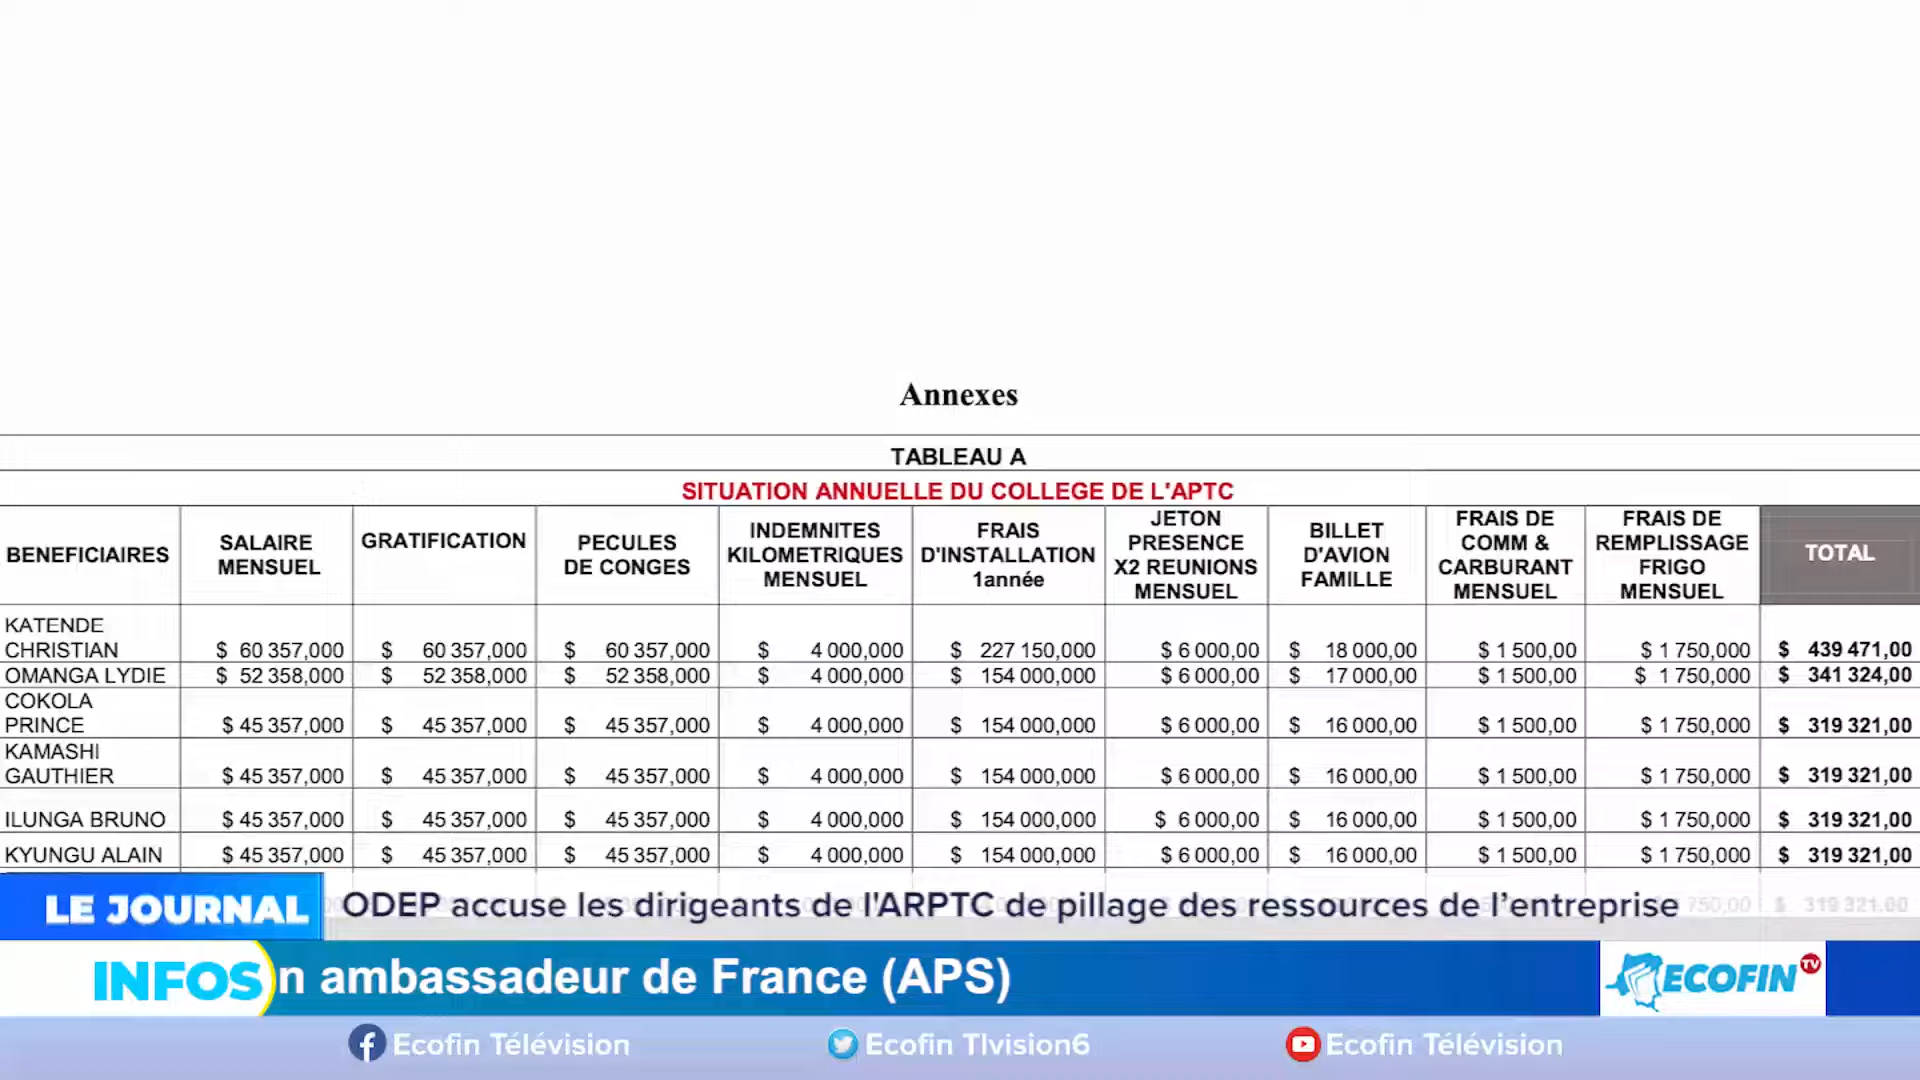 Annexes
TABLEAU A
SITUATION ANNUELLE DU COLLEGE DE L'APTC
BENEFICIAIRES SALAIRE MENSUEL GRATIFICATION PECULES DE CONGES INDEMNITES KILOMETRIQUES MENSUEL FRAIS D'INSTALLATION 1année JETON PRESENCE X2 REUNIONS MENSUEL BILLET D'AVION FAMILLE FRAIS DE COMM & CARBURANT MENSUEL FRAIS DE REMPLISSAGE FRIGO MENSUEL TOTAL
KATENDE CHRISTIAN $ 60 357,000 $ 60 357,000 $ 60 357,000 $ 4 000,000 $ 227 150,000 $ 6 000,00 $ 18 000,00 $ 1 500,00 $ 1 750,000 $ 439 471,00
OMANGA LYDIE $ 52 358,000 $ 52 358,000 $ 52 358,000 $ 4 000,000 $ 154 000,000 $ 6 000,00 $ 17 000,00 $ 1 500,00 $ 1 750,000 $ 341 324,00
COKOLA PRINCE $ 45 357,000 $ 45 357,000 $ 45 357,000 $ 4 000,000 $ 154 000,000 $ 6 000,00 $ 16 000,00 $ 1 500,00 $ 1 750,000 $ 319 321,00
KAMASHI GAUTHIER $ 45 357,000 $ 45 357,000 $ 45 357,000 $ 4 000,000 $ 154 000,000 $ 6 000,00 $ 16 000,00 $ 1 500,00 $ 1 750,000 $ 319 321,00
ILUNGA BRUNO $ 45 357,000 $ 45 357,000 $ 45 357,000 $ 4 000,000 $ 154 000,000 $ 6 000,00 $ 16 000,00 $ 1 500,00 $ 1 750,000 $ 319 321,00
KYUNGU ALAIN $ 45 357,000 $ 45 357,000 $ 45 357,000 $ 4 000,000 $ 154 000,000 $ 6 000,00 $ 16 000,00 $ 1 500,00 $ 1 750,000 $ 319 321,00
750,00 $ 319 321.00
LE JOURNAL ODEP accuse les dirigeants de l'ARPTC de pillage des ressources de l’entreprise
INFOS n ambassadeur de France (APS) ECOFIN TV
Ecofin Télévision Ecofin Tlvision6 Ecofin Télévision